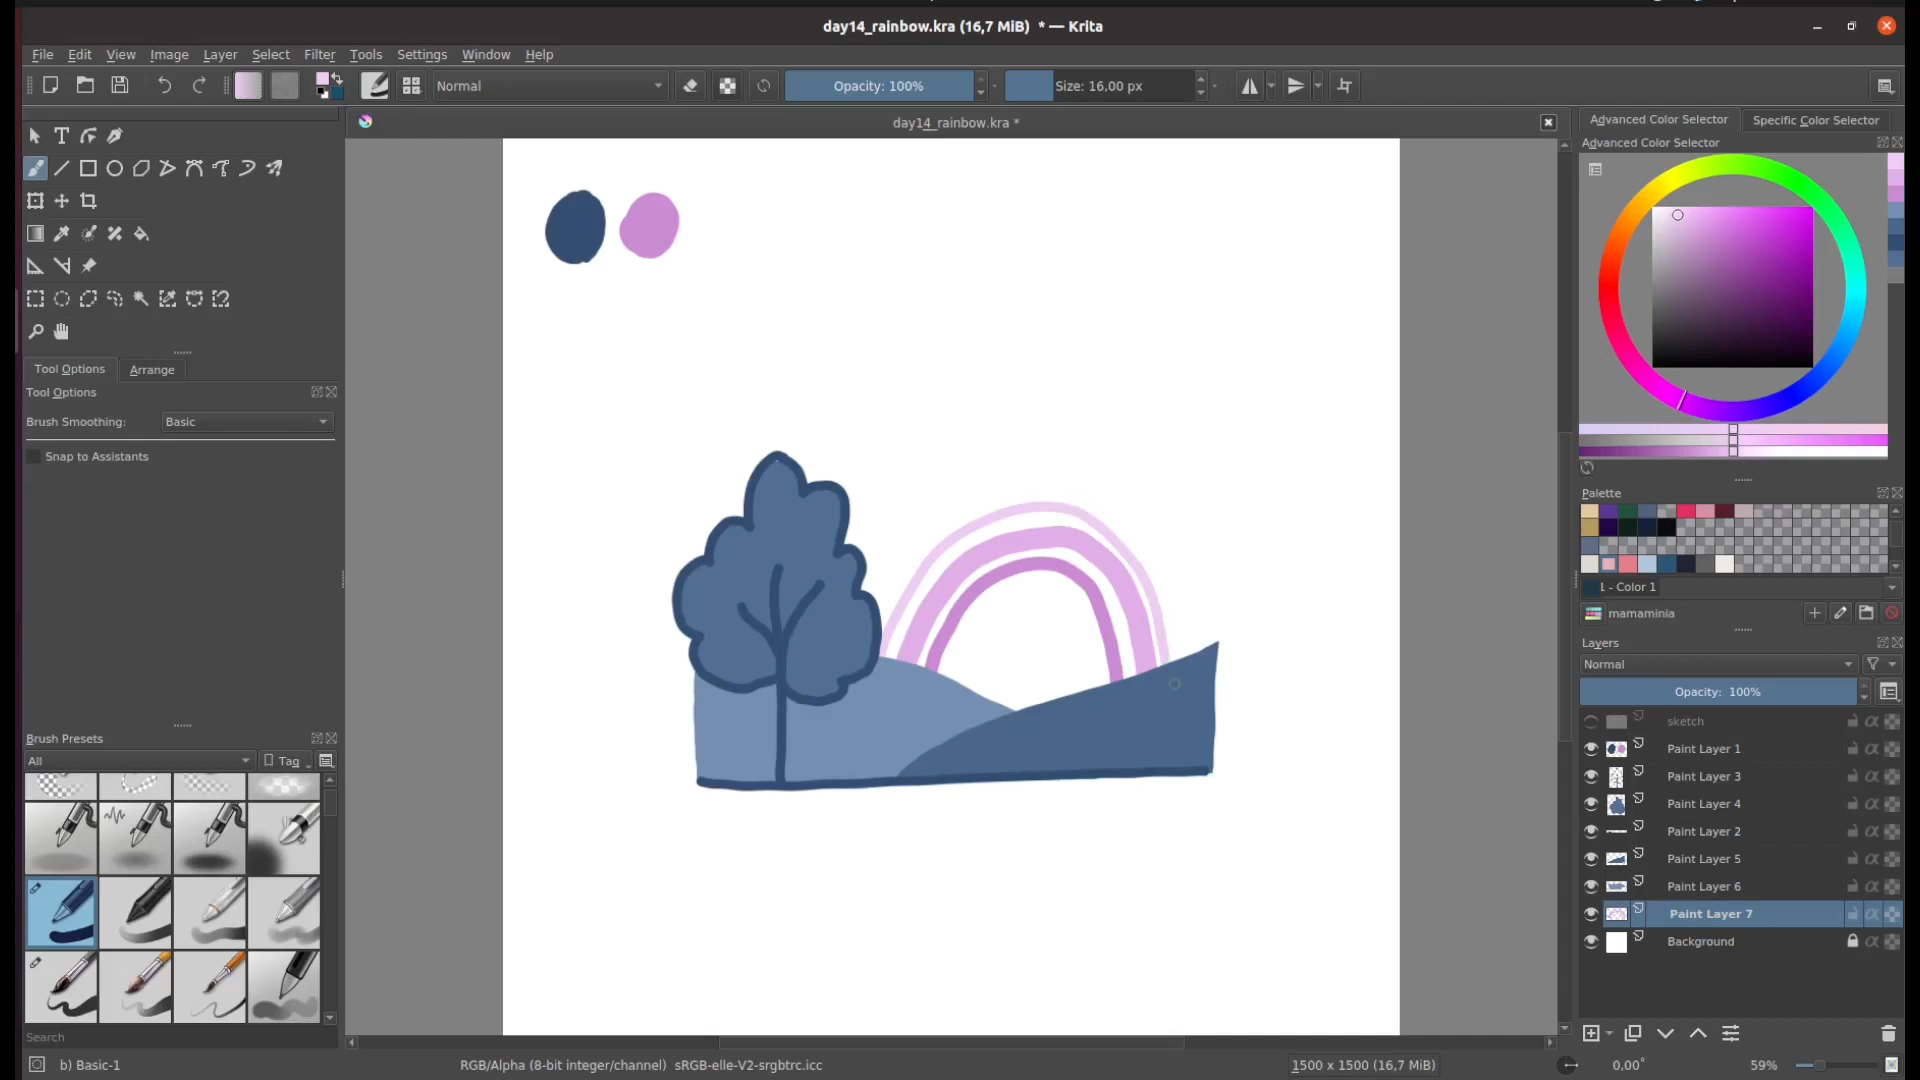 day14_rainbow.kra (16,7 MiB)  * — Krita
File Edit View Image Layer Select Filter Tools Settings Window Help
Normal
Opacity: 100%
Size: 16,00 px
day14_rainbow.kra *
Advanced Color Selector
Specific Color Selector
Advanced Color Selector
Tool Options
Arrange
Tool Options
Brush Smoothing:
Basic
Snap to Assistants
Palette
1 - Color 1
mamaminia
Layers
Normal
Opacity: 100%
sketch
Paint Layer 1
Paint Layer 3
Paint Layer 4
Paint Layer 2
Paint Layer 5
Paint Layer 6
Paint Layer 7
Background
Brush Presets
All
Tag
Search
b) Basic-1
RGB/Alpha (8-bit integer/channel)  sRGB-elle-V2-srgbtrc.icc
1500 x 1500 (16,7 MiB)
0,00°
59%